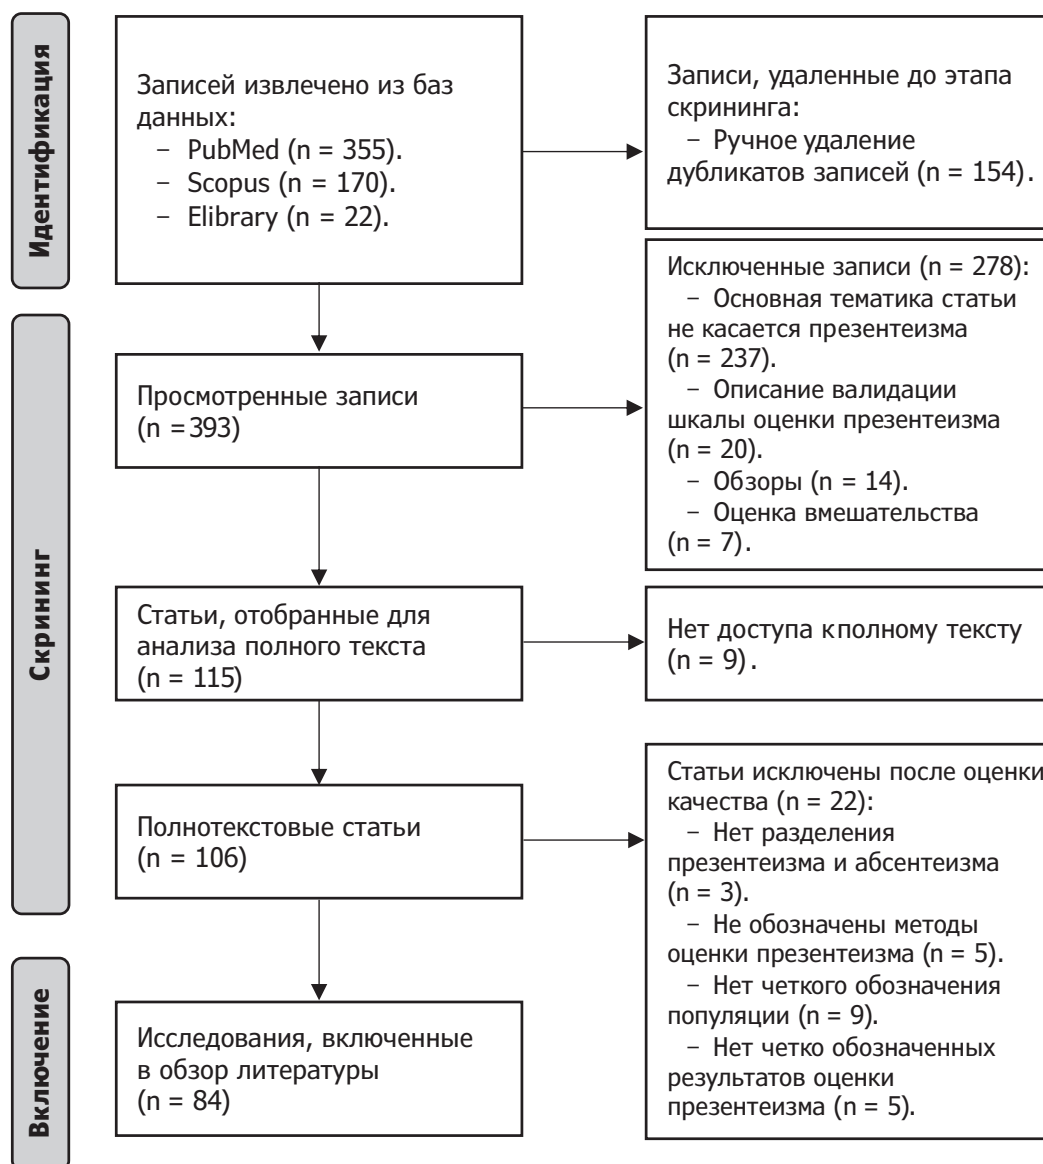 Идентификация
Записей извлечено из баз
данных:
– PubMed (n = 355).
– Scopus (n = 170).
– Elibrary (n = 22).
Записи, удаленные до этапа
скрининга:
– Ручное удаление
дубликатов записей (n = 154).
Скрининг
Просмотренные записи
(n = 393)
Исключенные записи (n = 278):
– Основная тематика статьи
не касается презентеизма
(n = 237).
– Описание валидации
шкалы оценки презентеизма
(n = 20).
– Обзоры (n = 14).
– Оценка вмешательства
(n = 7).
Статьи, отобранные для
анализа полного текста
(n = 115)
Нет доступа к полному тексту
(n = 9).
Полнотекстовые статьи
(n = 106)
Статьи исключены после оценки
качества (n = 22):
– Нет разделения
презентеизма и абсентеизма
(n = 3).
– Не обозначены методы
оценки презентеизма (n = 5).
– Нет четкого обозначения
популяции (n = 9).
– Нет четко обозначенных
результатов оценки
презентеизма (n = 5).
Включение
Исследования, включенные
в обзор литературы
(n = 84)